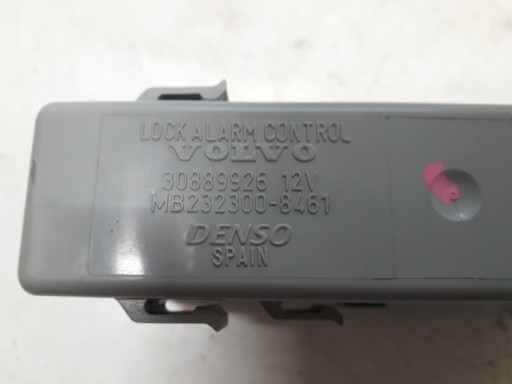 LOCK ALARM CONTROL
VOLVO
30889926 12V
MB232300-8461
DENSO
SPAIN